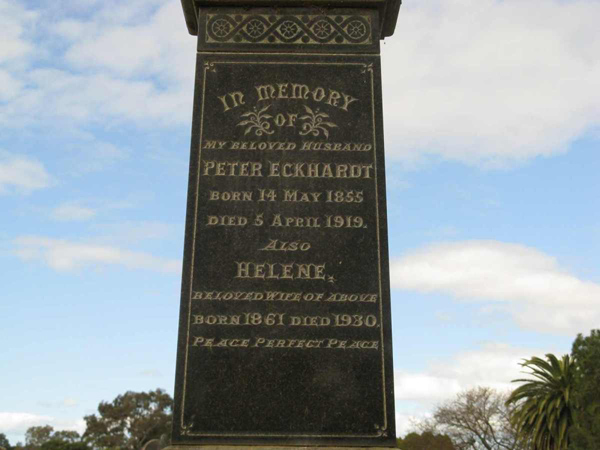 IN MEMORY
OF
MY BELOVED HUSBAND
PETER ECKHARDT
BORN 14 MAY 1855
DIED 5 APRIL 1919.
ALSO
HELENE,
BELOVED WIFE OF ABOVE
BORN 1861 DIED 1930.
PEACE PERFECT PEACE